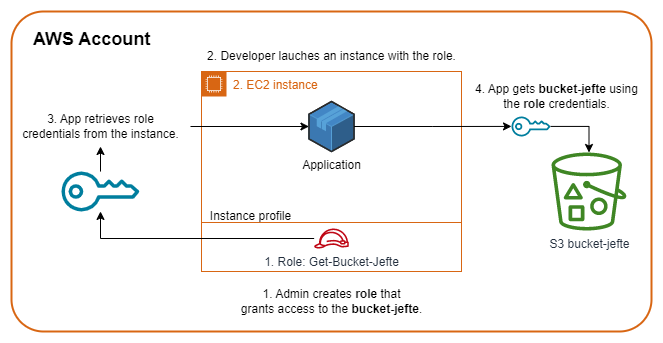 AWS Account
2. Developer lauches an instance with the role.
2. EC2 instance
4. App gets bucket-jefte using
the role credentials.
3. App retrieves role
credentials from the instance.
Application
Instance profile
S3 bucket-jefte
1. Role: Get-Bucket-Jefte
1. Admin creates role that
grants access to the bucket-jefte.